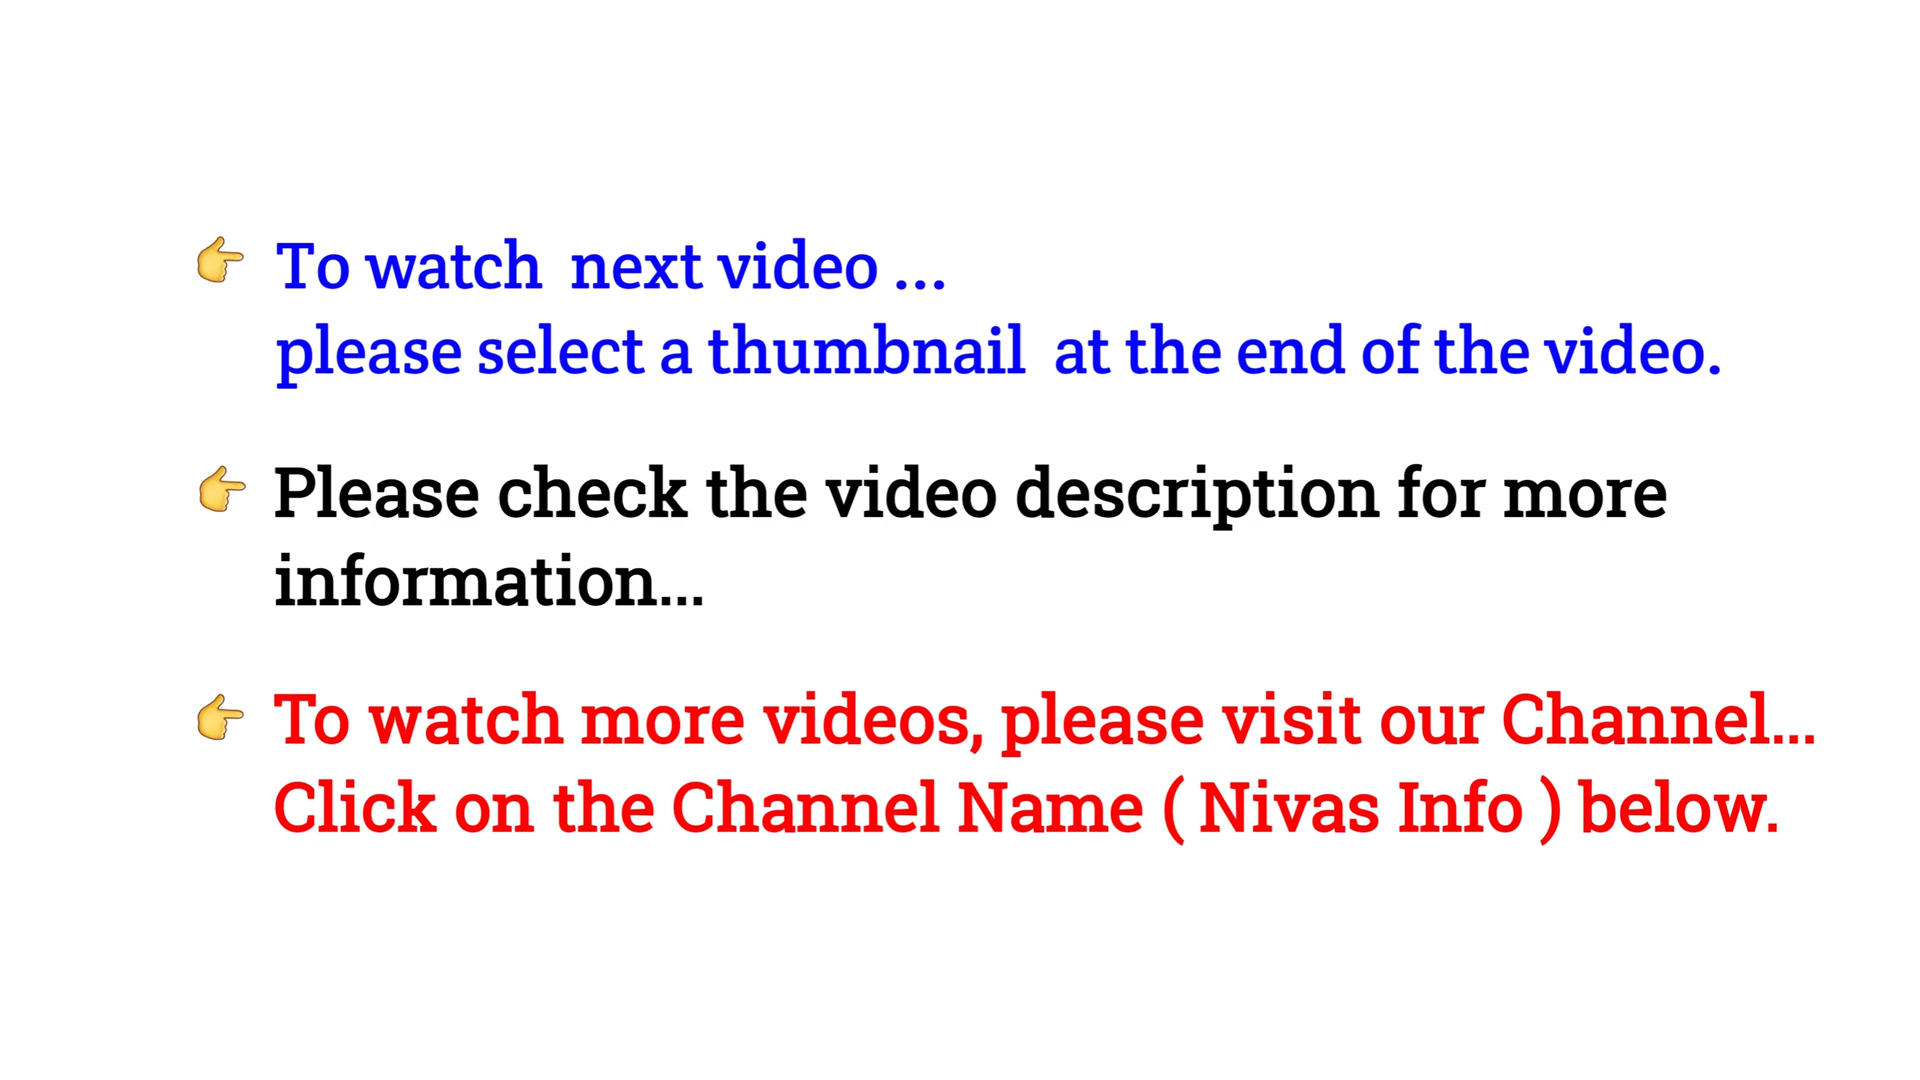 👉 To watch next video ...
please select a thumbnail at the end of the video.
👉 Please check the video description for more
information...
👉 To watch more videos, please visit our Channel...
Click on the Channel Name ( Nivas Info ) below.